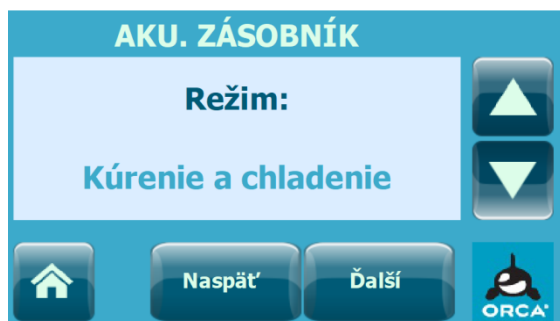 AKU. ZÁSOBNÍK
Režim:
Kúrenie a chladenie
Naspäť Ďalší
ORCA